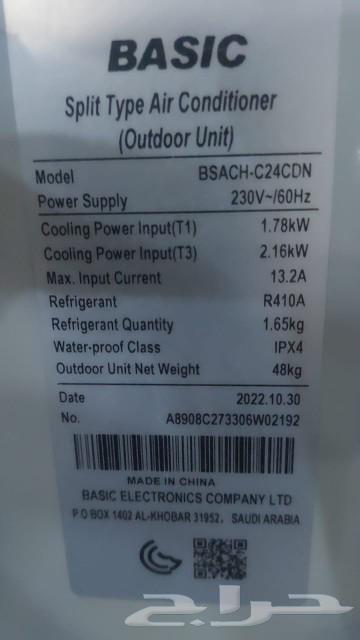 BASIC
Split Type Air Conditioner
(Outdoor Unit)
Model BSACH-C24CDN
Power Supply 230V~/60Hz
Cooling Power Input(T1) 1.78kW
Cooling Power Input(T3) 2.16kW
Max. Input Current 13.2A
Refrigerant R410A
Refrigerant Quantity 1.65kg
Water-proof Class IPX4
Outdoor Unit Net Weight 48kg
Date 2022.10.30
No. A8908C273306W02192
MADE IN CHINA
BASIC ELECTRONICS COMPANY LTD
P.O BOX 1402 AL-KHOBAR 31952, SAUDI ARABIA
حراج